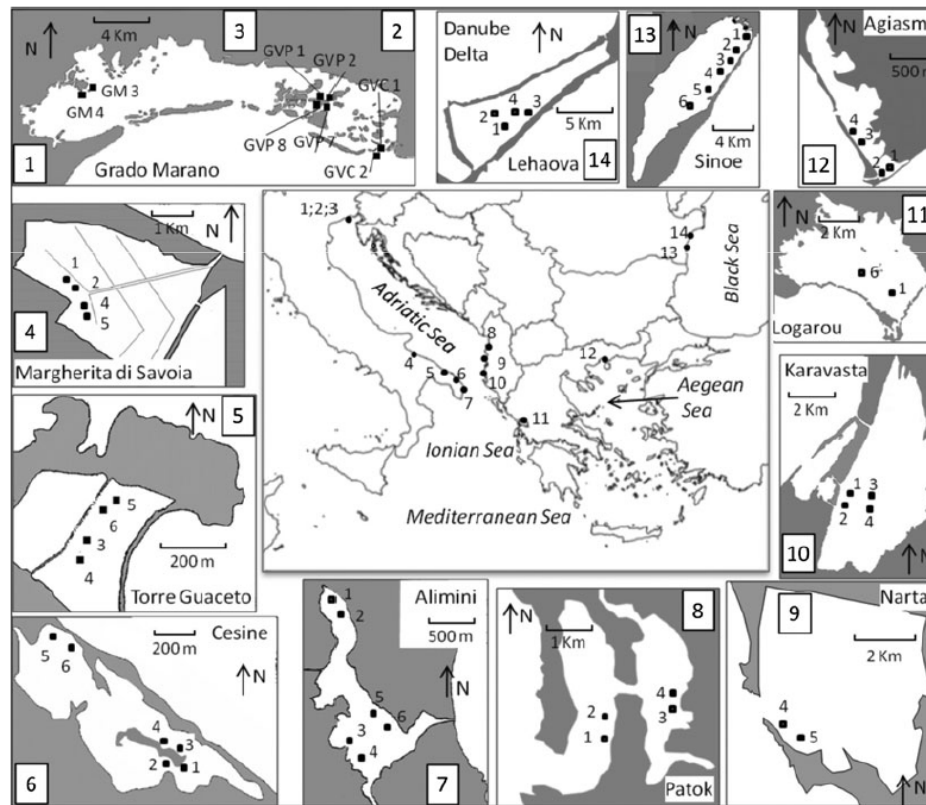 N
4 Km
3
2
GVP 1
GVP 2
GVC 1
GM 3
GM 4
GVP 8
GVP 7
GVC 2
1
Grado Marano
Danube
Delta
N
2
4
3
1
5 Km
Lehaova
14
13
N
1
2
3
4
5
6
4 Km
Sinoe
Agiasm
N
500 m
4
3
1
2
12
1 Km
N
1
2
4
5
4
Margherita di Savoia
1;2;3
14
13
Black Sea
Adriatic Sea
8
9
12
4
5
6
10
7
11
Aegean
Sea
Ionian Sea
Mediterranean Sea
N
11
2 Km
6
1
Logarou
Karavasta
2 Km
1
3
2
4
10
N
N
5
5
6
3
4
200 m
Torre Guaceto
Cesine
200 m
5
6
N
4
3
2
1
6
1
Alimini
2
500 m
N
5
6
3
4
7
N
8
1 Km
4
3
2
1
Patok
9
Narta
2 Km
4
5
N